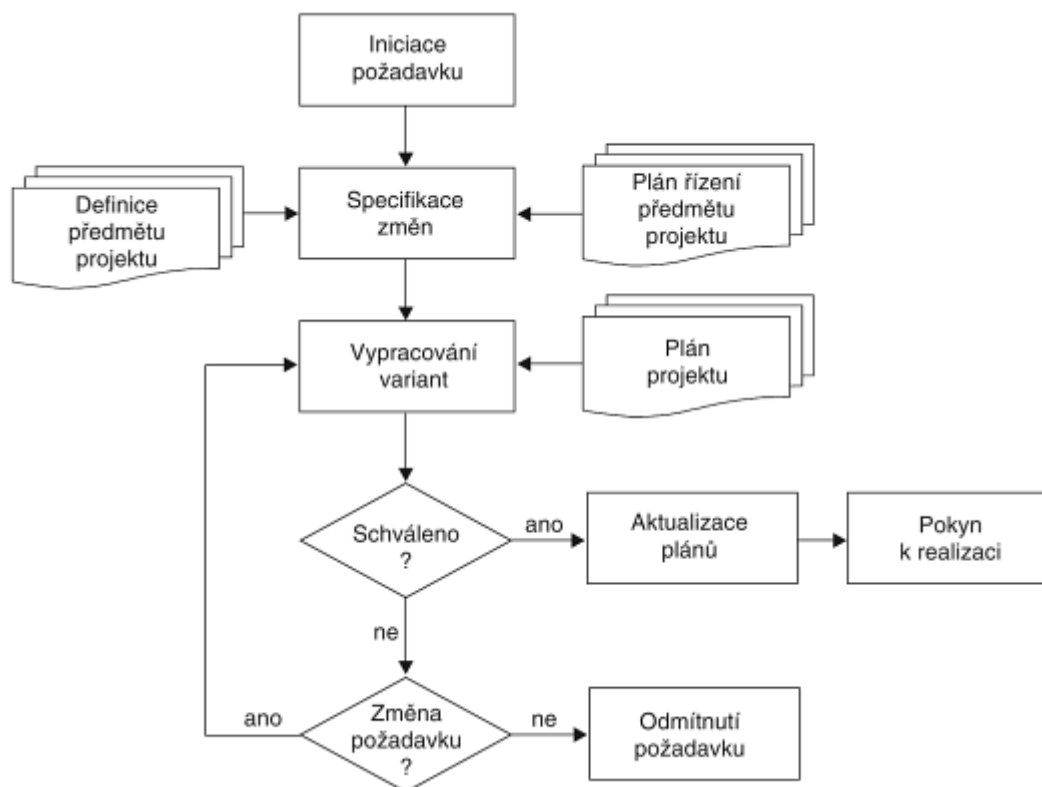 Iniciace
požadavku
Definice
předmětu
projektu
Specifikace
změn
Plán řízení
předmětu
projektu
Vypracování
variant
Plán
projektu
Schváleno
?
ano
Aktualizace
plánů
Pokyn
k realizaci
ne
ano
Změna
požadavku
?
ne
Odmítnutí
požadavku